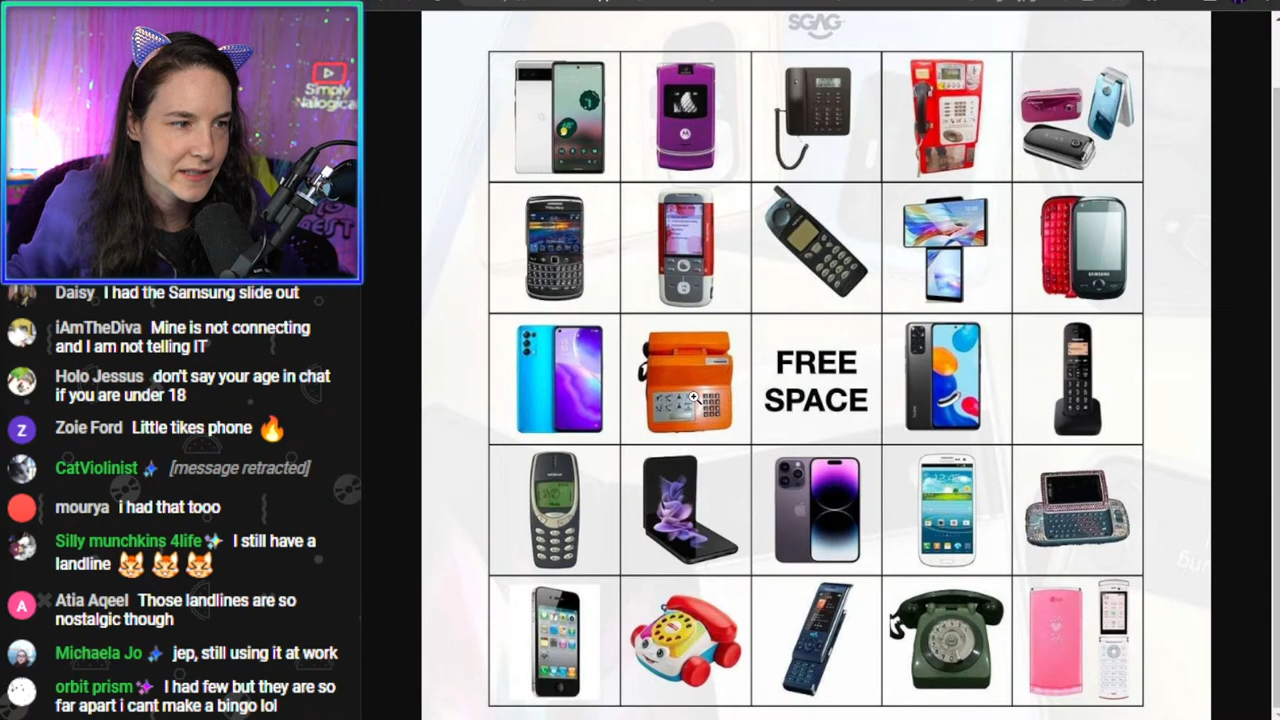 SGAG
Simply
Nailogical
Daisy I had the Samsung slide out
iAmTheDiva Mine is not connecting
and I am not telling IT
Holo Jessus don't say your age in chat
if you are under 18
Z
Zoie Ford Little tikes phone
CatViolinist [message retracted]
mourya i had that tooo
Silly munchkins 4life I still have a
landline
A
Atia Aqeel Those landlines are so
nostalgic though
Michaela Jo jep, still using it at work
orbit prism I had few but they are so
far apart i cant make a bingo lol
FREE
SPACE
SAMSUNG
NOKIA